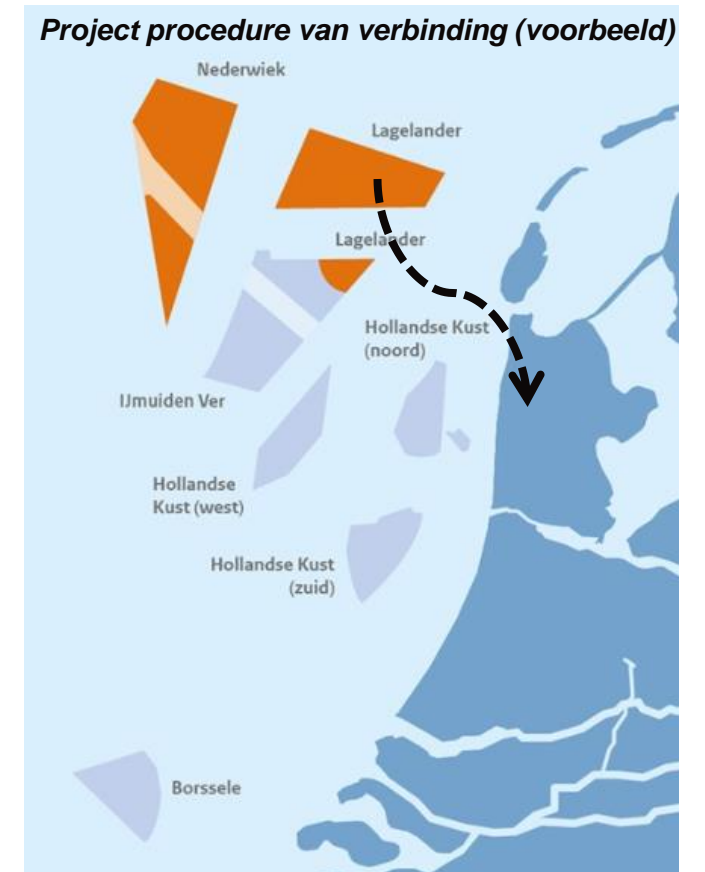 Project procedure van verbinding (voorbeeld)
Nederwiek
Lagelander
Lagelander
Hollandse Kust
(noord)
IJmuiden Ver
Hollandse
Kust (west)
Hollandse Kust
(zuid)
Borssele